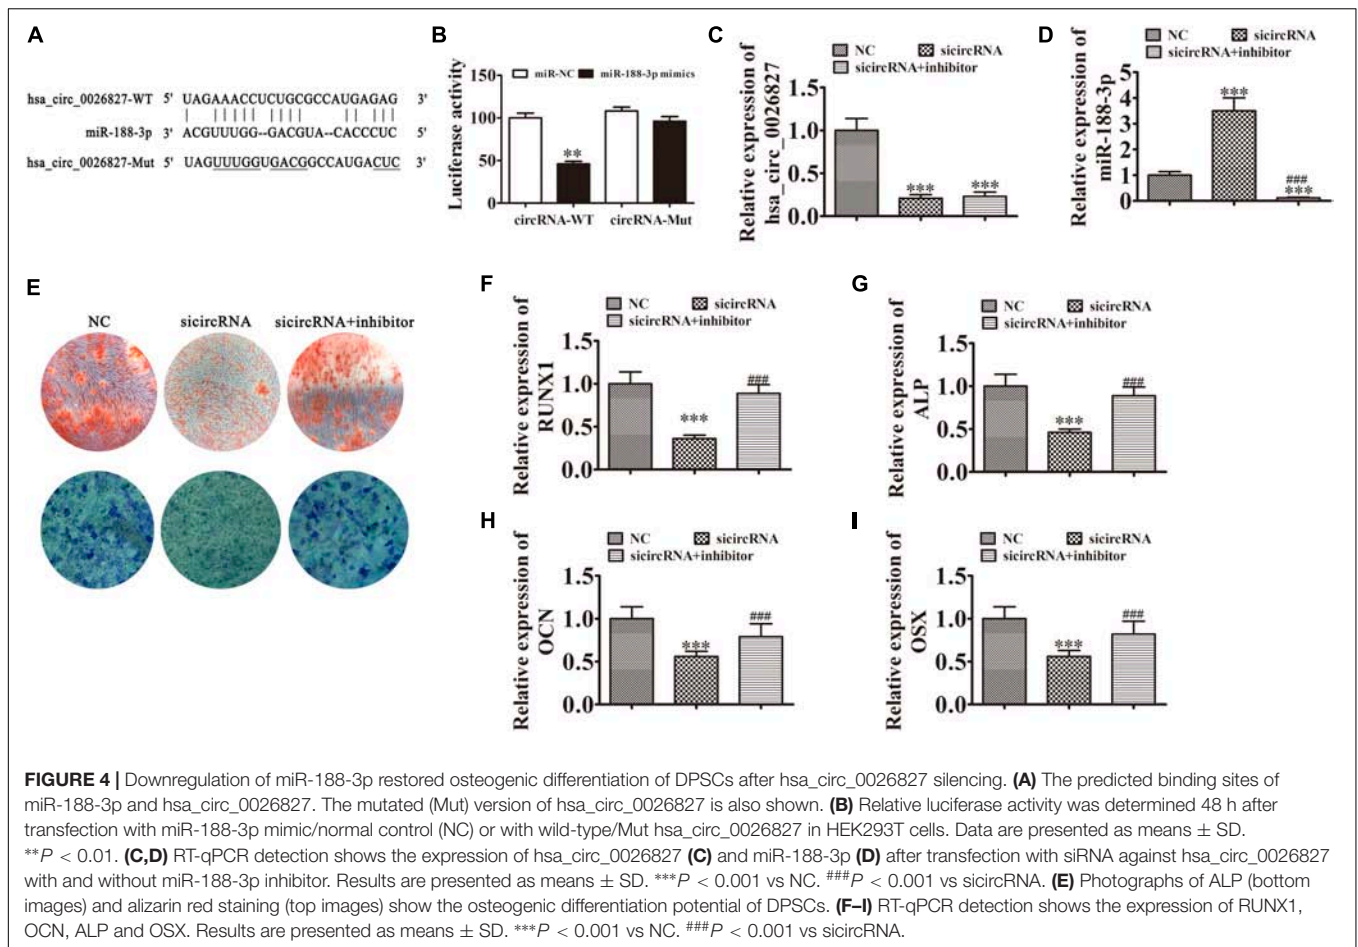 A
hsa_circ_0026827-WT 5' UAGAAACCUCUGCGCCAUGAGAG 3'
miR-188-3p 3' ACGUUUGG--GACGUA--CACCCUC 5'
hsa_circ_0026827-Mut 5' UAGUUUGGUGACGGCCAUGACUC 3'
B
miR-NC miR-188-3p mimics
Luciferase activity
150
100
50
0
**
circRNA-WT circRNA-Mut
C
NC sicircRNA
sicircRNA+inhibitor
Relative expression of
hsa_circ_0026827
1.5
1.0
0.5
0.0
*** ***
D
NC sicircRNA
sicircRNA+inhibitor
Relative expression of
miR-188-3p
5
4
3
2
1
0
***
###
***
E
NC sicircRNA sicircRNA+inhibitor
F
NC sicircRNA
sicircRNA+inhibitor
Relative expression of
RUNX1
1.5
1.0
0.5
0.0
*** ###
G
NC sicircRNA
sicircRNA+inhibitor
Relative expression of
ALP
1.5
1.0
0.5
0.0
*** ###
H
NC sicircRNA
sicircRNA+inhibitor
Relative expression of
OCN
1.5
1.0
0.5
0.0
*** ###
I
NC sicircRNA
sicircRNA+inhibitor
Relative expression of
OSX
1.5
1.0
0.5
0.0
*** ###
FIGURE 4 | Downregulation of miR-188-3p restored osteogenic differentiation of DPSCs after hsa_circ_0026827 silencing. (A) The predicted binding sites of
miR-188-3p and hsa_circ_0026827. The mutated (Mut) version of hsa_circ_0026827 is also shown. (B) Relative luciferase activity was determined 48 h after
transfection with miR-188-3p mimic/normal control (NC) or with wild-type/Mut hsa_circ_0026827 in HEK293T cells. Data are presented as means ± SD.
**P < 0.01. (C,D) RT-qPCR detection shows the expression of hsa_circ_0026827 (C) and miR-188-3p (D) after transfection with siRNA against hsa_circ_0026827
with and without miR-188-3p inhibitor. Results are presented as means ± SD. ***P < 0.001 vs NC. ###P < 0.001 vs sicircRNA. (E) Photographs of ALP (bottom
images) and alizarin red staining (top images) show the osteogenic differentiation potential of DPSCs. (F–I) RT-qPCR detection shows the expression of RUNX1,
OCN, ALP and OSX. Results are presented as means ± SD. ***P < 0.001 vs NC. ###P < 0.001 vs sicircRNA.